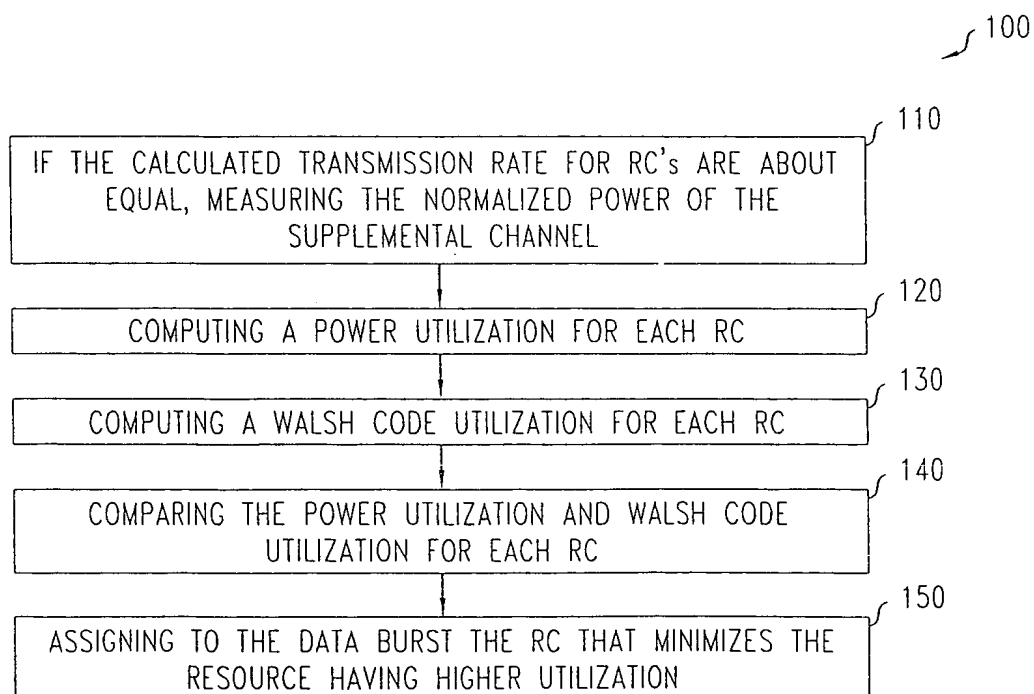 100
110
IF THE CALCULATED TRANSMISSION RATE FOR RC's ARE ABOUT
EQUAL, MEASURING THE NORMALIZED POWER OF THE
SUPPLEMENTAL CHANNEL
120
COMPUTING A POWER UTILIZATION FOR EACH RC
130
COMPUTING A WALSH CODE UTILIZATION FOR EACH RC
140
COMPARING THE POWER UTILIZATION AND WALSH CODE
UTILIZATION FOR EACH RC
150
ASSIGNING TO THE DATA BURST THE RC THAT MINIMIZES THE
RESOURCE HAVING HIGHER UTILIZATION